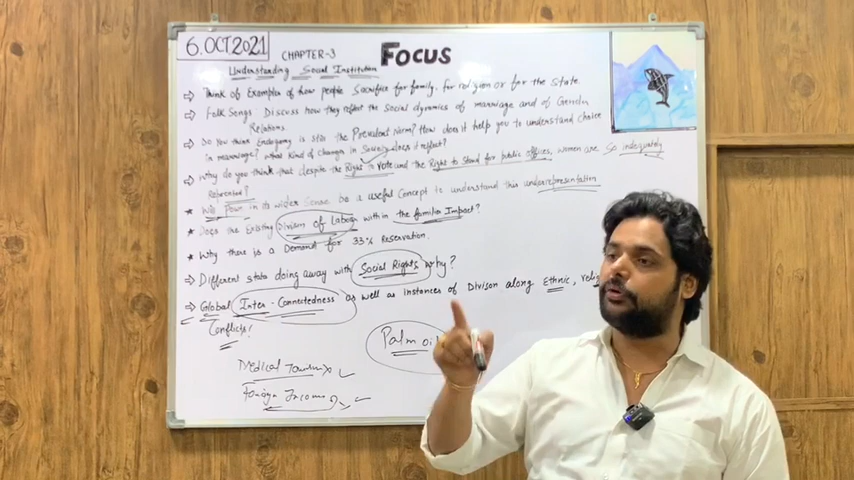 6.OCT2021
CHAPTER-3
FOCUS
Understanding Social Institution
⇒ Think of Examples of how people Sacrifice for family. For religion or for the State.
⇒ Folk Songs Discuss how they reflect the Social dynamics of marriage and of Gender
Relations
⇒ Do you think Endogamy is still the Prevalent norm? How does it help you to understand choice
in marriage? What kind of changes in Society does it reflect?
⇒ Why do you think that despite the Right to vote and the Right to Stand for public offices, women are so
Represented?
★ Will Power in its wider Sense be a useful Concept to understand this underrepresentation
★ Does the Existing Division of Labour within the Impact?
★ Why there is a Demand for 33% Reservation.
⇒ Different state doing away with Social Rights why?
⇒ Global Inter-Connectedness as well as instances of Divison along Ethnic,
Conflicts!
Palm oil
Medical